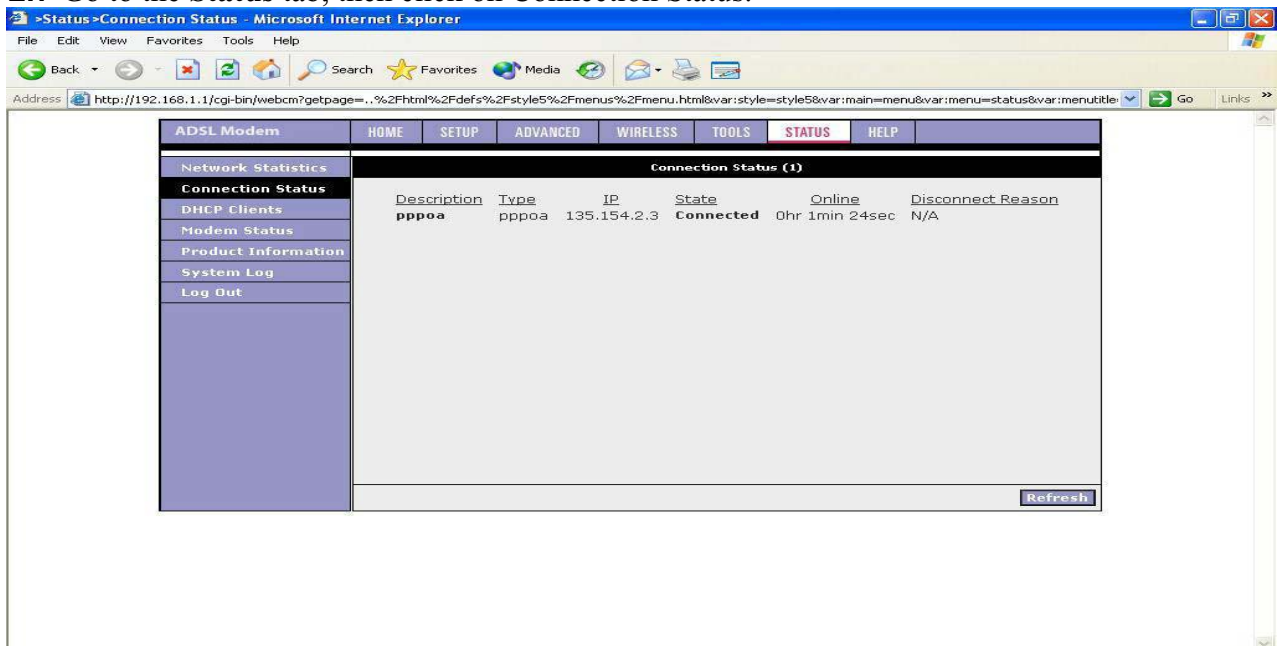 >Status>Connection Status - Microsoft Internet Explorer
File Edit View Favorites Tools Help
Back Search Favorites Media
Address http://192.168.1.1/cgi-bin/webcm?getpage=..%2Fhtml%2Fdefs%2Fstyle5%2Fmenus%2Fmenu.html&var:style=style5&var:main=menu&var:menu=status&var:menutitle Go Links »
ADSL Modem HOME SETUP ADVANCED WIRELESS TOOLS STATUS HELP
Network Statistics
Connection Status
DHCP Clients
Modem Status
Product Information
System Log
Log Out
Connection Status (1)
Description Type IP State Online Disconnect Reason
pppoa pppoa 135.154.2.3 Connected 0hr 1min 24sec N/A
Refresh